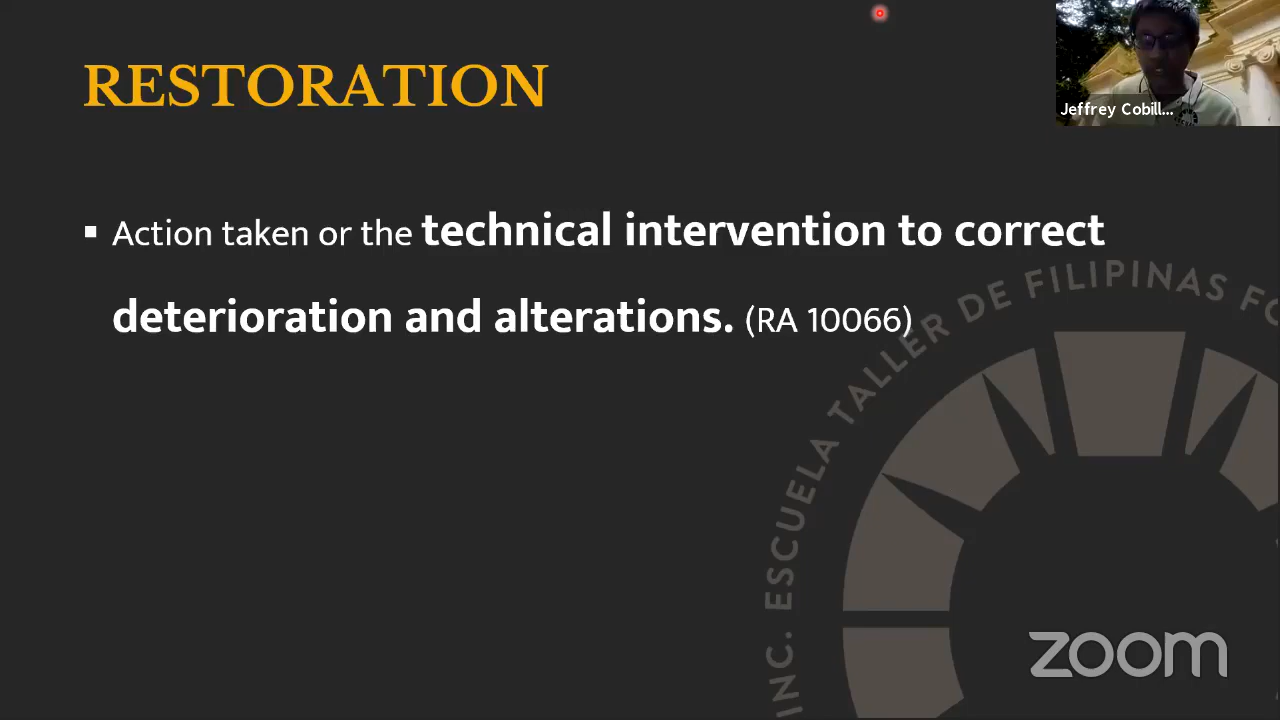 RESTORATION
Jeffrey Cobill...
▪ Action taken or the technical intervention to correct
deterioration and alterations. (RA 10066)
INC. ESCUELA TALLER DE FILIPINAS FO
zoom